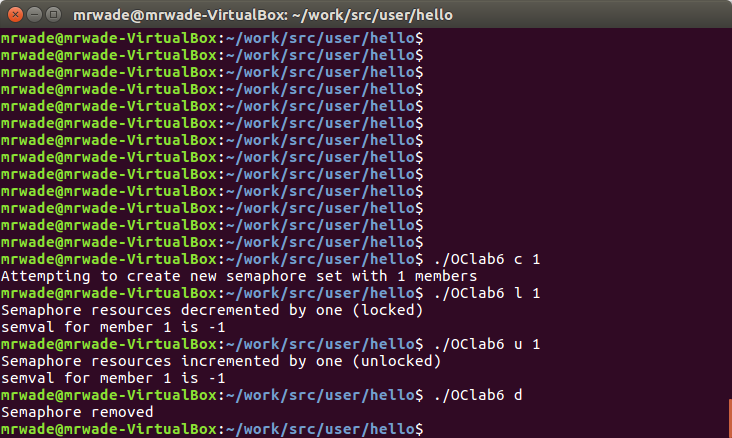 mrwade@mrwade-VirtualBox: ~/work/src/user/hello
mrwade@mrwade-VirtualBox:~/work/src/user/hello$
mrwade@mrwade-VirtualBox:~/work/src/user/hello$
mrwade@mrwade-VirtualBox:~/work/src/user/hello$
mrwade@mrwade-VirtualBox:~/work/src/user/hello$
mrwade@mrwade-VirtualBox:~/work/src/user/hello$
mrwade@mrwade-VirtualBox:~/work/src/user/hello$
mrwade@mrwade-VirtualBox:~/work/src/user/hello$
mrwade@mrwade-VirtualBox:~/work/src/user/hello$
mrwade@mrwade-VirtualBox:~/work/src/user/hello$
mrwade@mrwade-VirtualBox:~/work/src/user/hello$
mrwade@mrwade-VirtualBox:~/work/src/user/hello$
mrwade@mrwade-VirtualBox:~/work/src/user/hello$
mrwade@mrwade-VirtualBox:~/work/src/user/hello$
mrwade@mrwade-VirtualBox:~/work/src/user/hello$ ./OClab6 c 1
Attempting to create new semaphore set with 1 members
mrwade@mrwade-VirtualBox:~/work/src/user/hello$ ./OClab6 l 1
Semaphore resources decremented by one (locked)
semval for member 1 is -1
mrwade@mrwade-VirtualBox:~/work/src/user/hello$ ./OClab6 u 1
Semaphore resources incremented by one (unlocked)
semval for member 1 is -1
mrwade@mrwade-VirtualBox:~/work/src/user/hello$ ./OClab6 d
Semaphore removed
mrwade@mrwade-VirtualBox:~/work/src/user/hello$